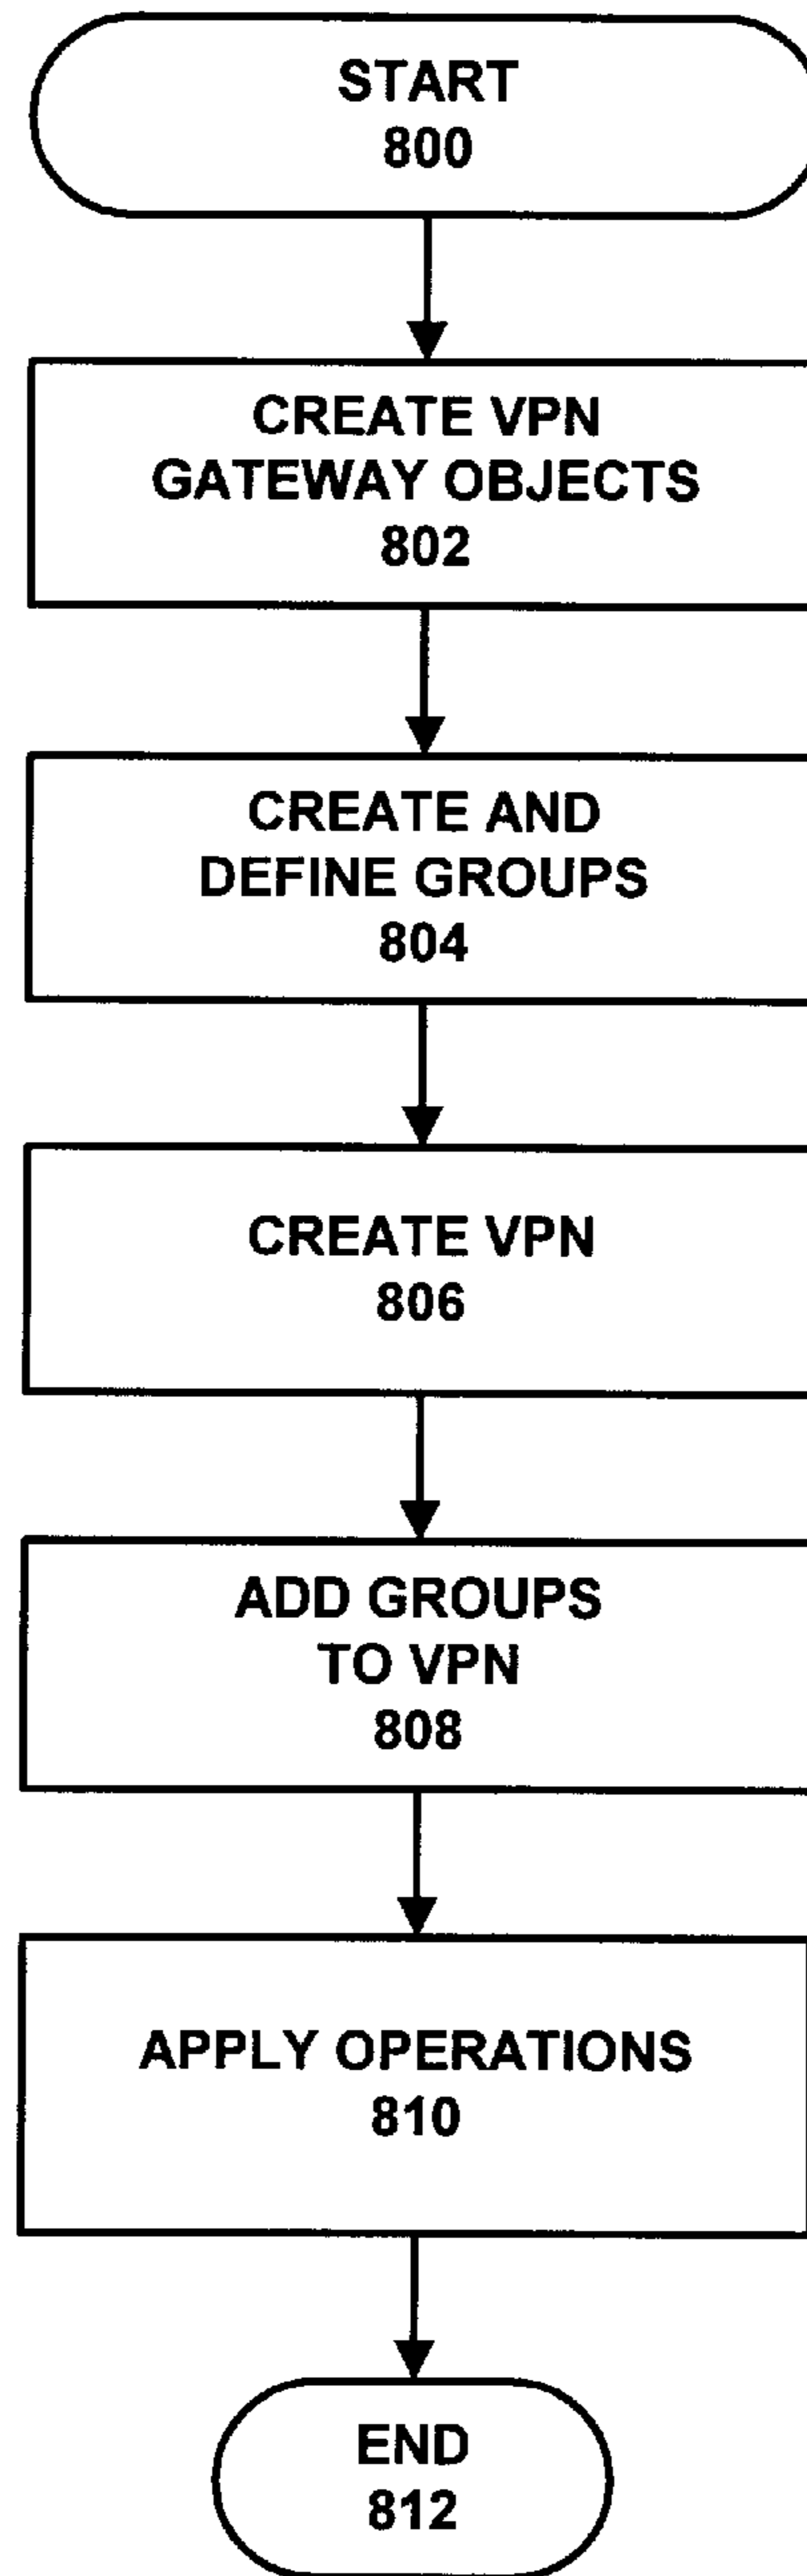 START
800
CREATE VPN
GATEWAY OBJECTS
802
CREATE AND
DEFINE GROUPS
804
CREATE VPN
806
ADD GROUPS
TO VPN
808
APPLY OPERATIONS
810
END
812